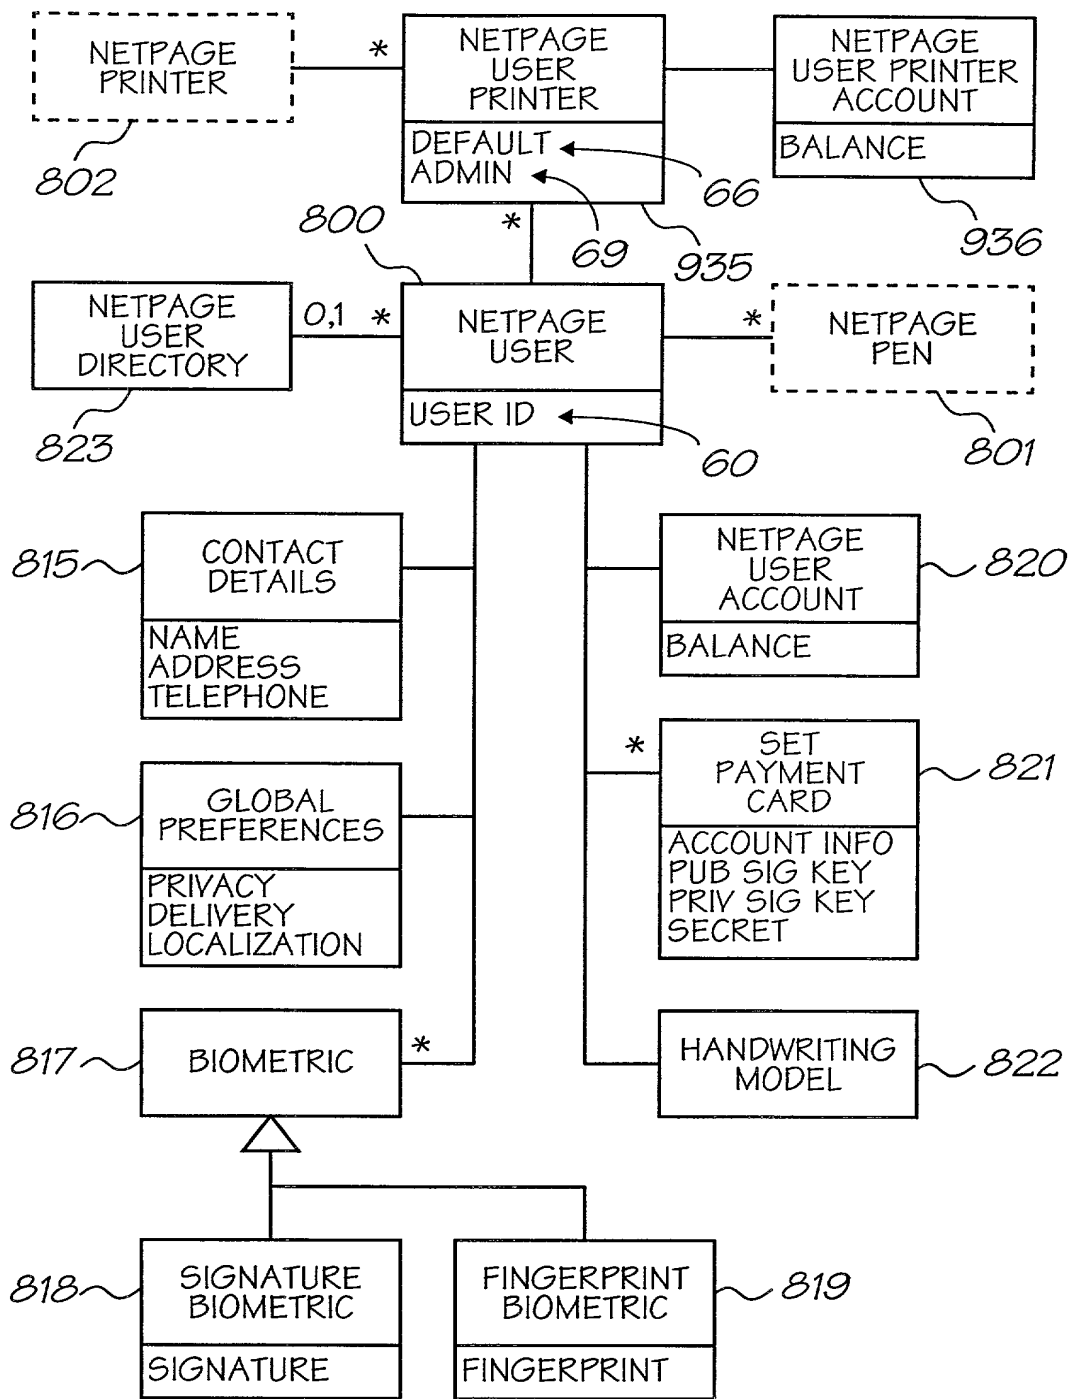 NETPAGE
PRINTER
802
*
NETPAGE
USER
PRINTER
DEFAULT
ADMIN
66
69
935
NETPAGE
USER PRINTER
ACCOUNT
BALANCE
936
*
800
NETPAGE
USER
DIRECTORY
823
0,1 *
NETPAGE
USER
USER ID
60
*
NETPAGE
PEN
801
815
CONTACT
DETAILS
NAME
ADDRESS
TELEPHONE
NETPAGE
USER
ACCOUNT
BALANCE
820
816
GLOBAL
PREFERENCES
PRIVACY
DELIVERY
LOCALIZATION
*
SET
PAYMENT
CARD
ACCOUNT INFO
PUB SIG KEY
PRIV SIG KEY
SECRET
821
817
BIOMETRIC
*
HANDWRITING
MODEL
822
818
SIGNATURE
BIOMETRIC
SIGNATURE
FINGERPRINT
BIOMETRIC
FINGERPRINT
819